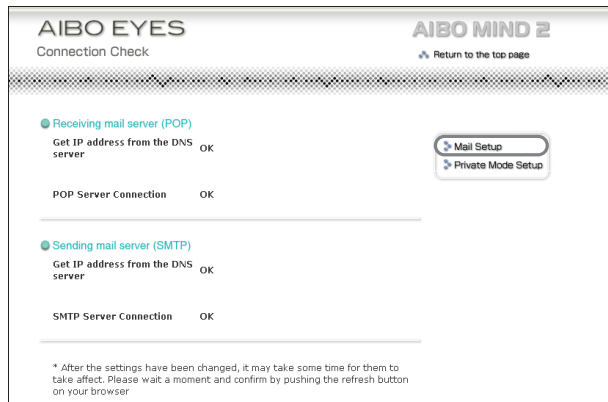 AIBO EYES
AIBO MIND 2
Connection Check
Return to the top page
Receiving mail server (POP)
Get IP address from the DNS
server
OK
POP Server Connection OK
Mail Setup
Private Mode Setup
Sending mail server (SMTP)
Get IP address from the DNS
server
OK
SMTP Server Connection OK
* After the settings have been changed, it may take some time for them to
take affect. Please wait a moment and confirm by pushing the refresh button
on your browser